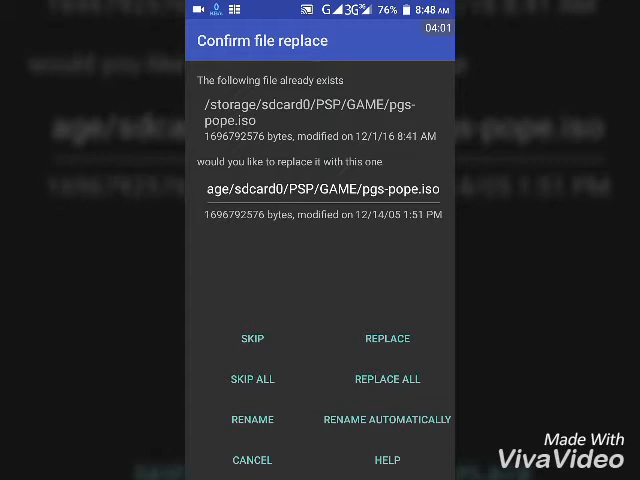 0
KB/s
G 3G 76% 8:48 AM
Confirm file replace
04:01
The following file already exists
/storage/sdcard0/PSP/GAME/pgs-
pope.iso
1696792576 bytes, modified on 12/1/16 8:41 AM
would you like to replace it with this one
age/sdcard0/PSP/GAME/pgs-pope.iso
1696792576 bytes, modified on 12/14/05 1:51 PM
SKIP REPLACE
SKIP ALL REPLACE ALL
RENAME RENAME AUTOMATICALLY
CANCEL HELP
Made With
VivaVideo